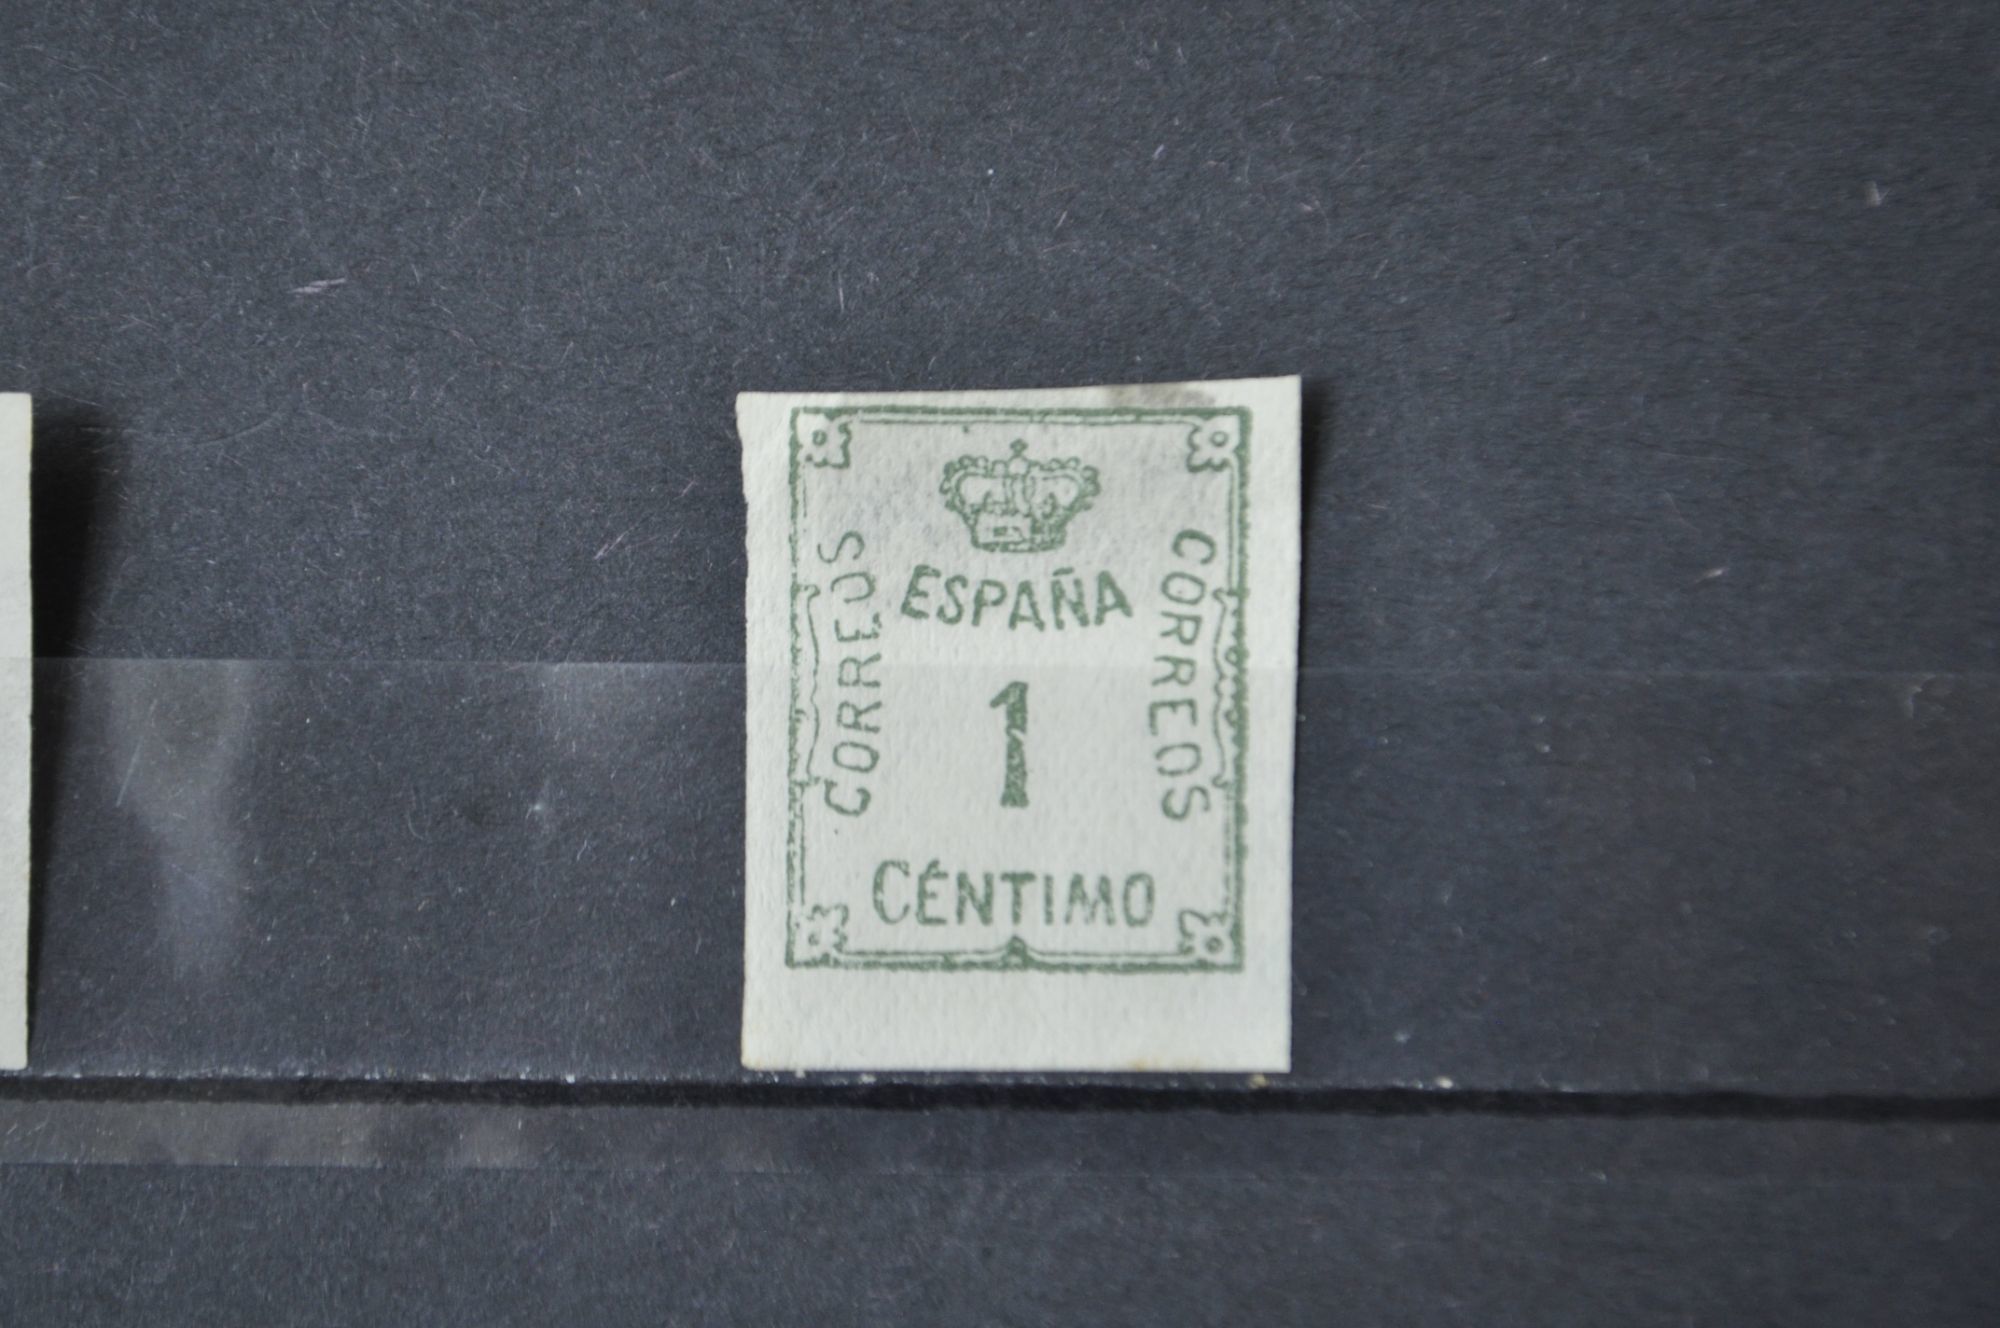 ESPAÑA
CORREOS
1
CORREOS
CÉNTIMO